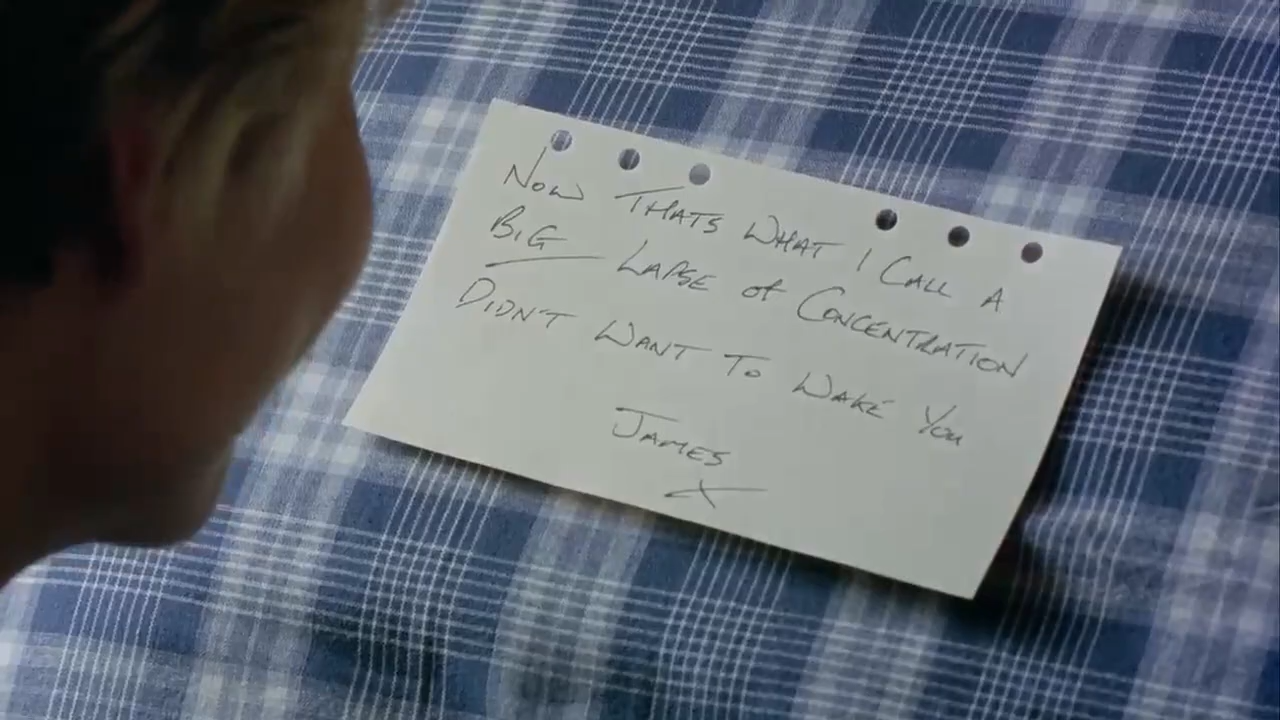 NOW THATS WHAT I CALL A
BIG LAPSE of CONCENTRATION
DIDN'T WANT TO WAKE YOU
JAMES
X